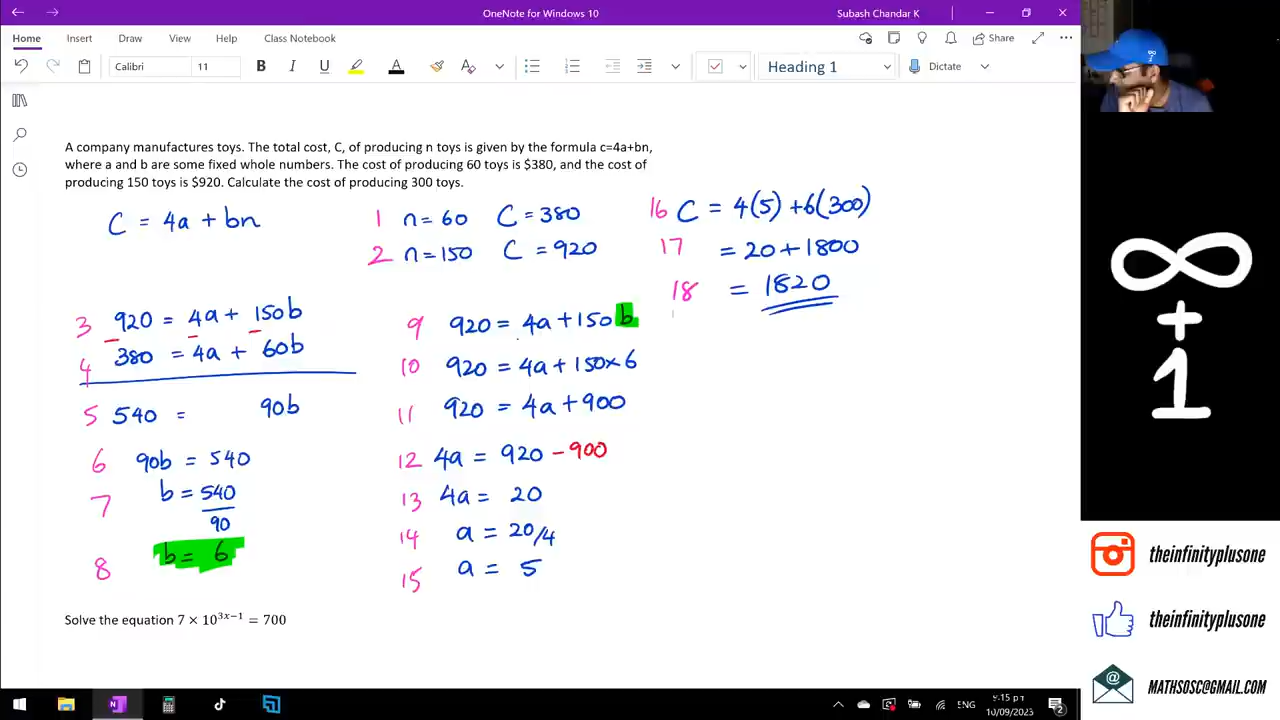 OneNote for Windows 10
Subash Chandar K
Home Insert Draw View Help Class Notebook
Share
Calibri 11 B I U A Heading 1 Dictate
A company manufactures toys. The total cost, C, of producing n toys is given by the formula c=4a+bn,
where a and b are some fixed whole numbers. The cost of producing 60 toys is $380, and the cost of
producing 150 toys is $920. Calculate the cost of producing 300 toys.
C = 4a + bn
1 n=60 C=380
2 n=150 C=920
3 920 = 4a + 150b
4 380 = 4a + 60b
5 540 = 90b
6 90b = 540
7 b = 540
90
8 b = 6
9 920 = 4a + 150 b
10 920 = 4a + 150×6
11 920 = 4a + 900
12 4a = 920 - 900
13 4a = 20
14 a = 20/4
15 a = 5
16 C = 4(5) + 6(300)
17 = 20 + 1800
18 = 1820
Solve the equation 7 × 10^{3x−1} = 700
∞
+
1
theinfinityplusone
theinfinityplusone
MATHSOSC@GMAIL.COM
ENG
10/09/2023
2